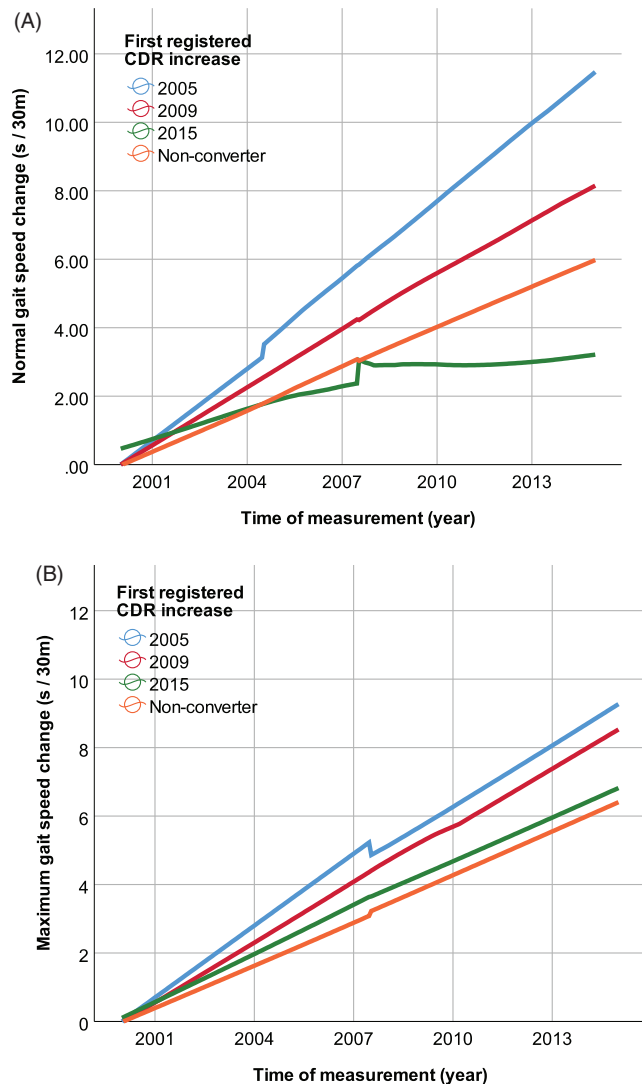 (A)
First registered
CDR increase
2005
2009
2015
Non-converter
Normal gait speed change (s / 30m)
12.00
10.00
8.00
6.00
4.00
2.00
.00
2001 2004 2007 2010 2013
Time of measurement (year)
(B)
First registered
CDR increase
2005
2009
2015
Non-converter
Maximum gait speed change (s / 30m)
12
10
8
6
4
2
0
2001 2004 2007 2010 2013
Time of measurement (year)